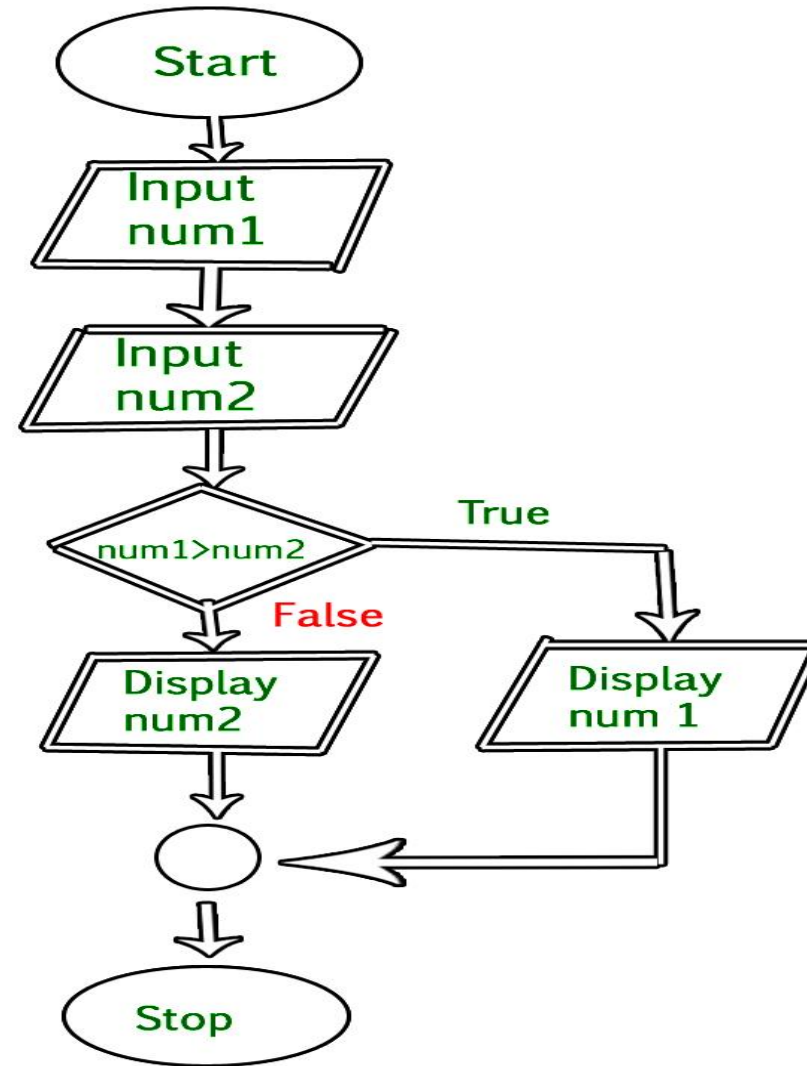 Start
Input
num1
Input
num2
num1>num2
True
False
Display
num2
Display
num 1
Stop